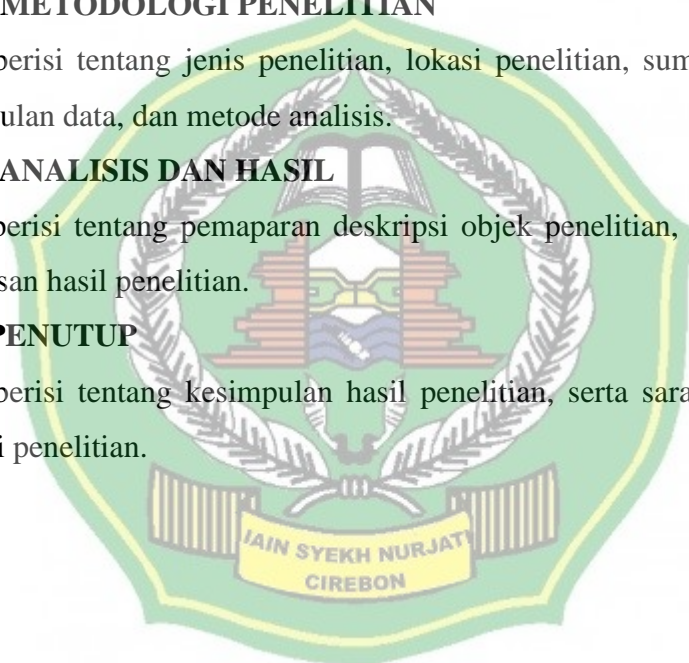 METODOLOGI PENELITIAN
berisi tentang jenis penelitian, lokasi penelitian, sum
ulan data, dan metode analisis.
ANALISIS DAN HASIL
berisi tentang pemaparan deskripsi objek penelitian,
san hasil penelitian.
PENUTUP
berisi tentang kesimpulan hasil penelitian, serta sara
i penelitian.
IAIN SYEKH NURJATI
CIREBON